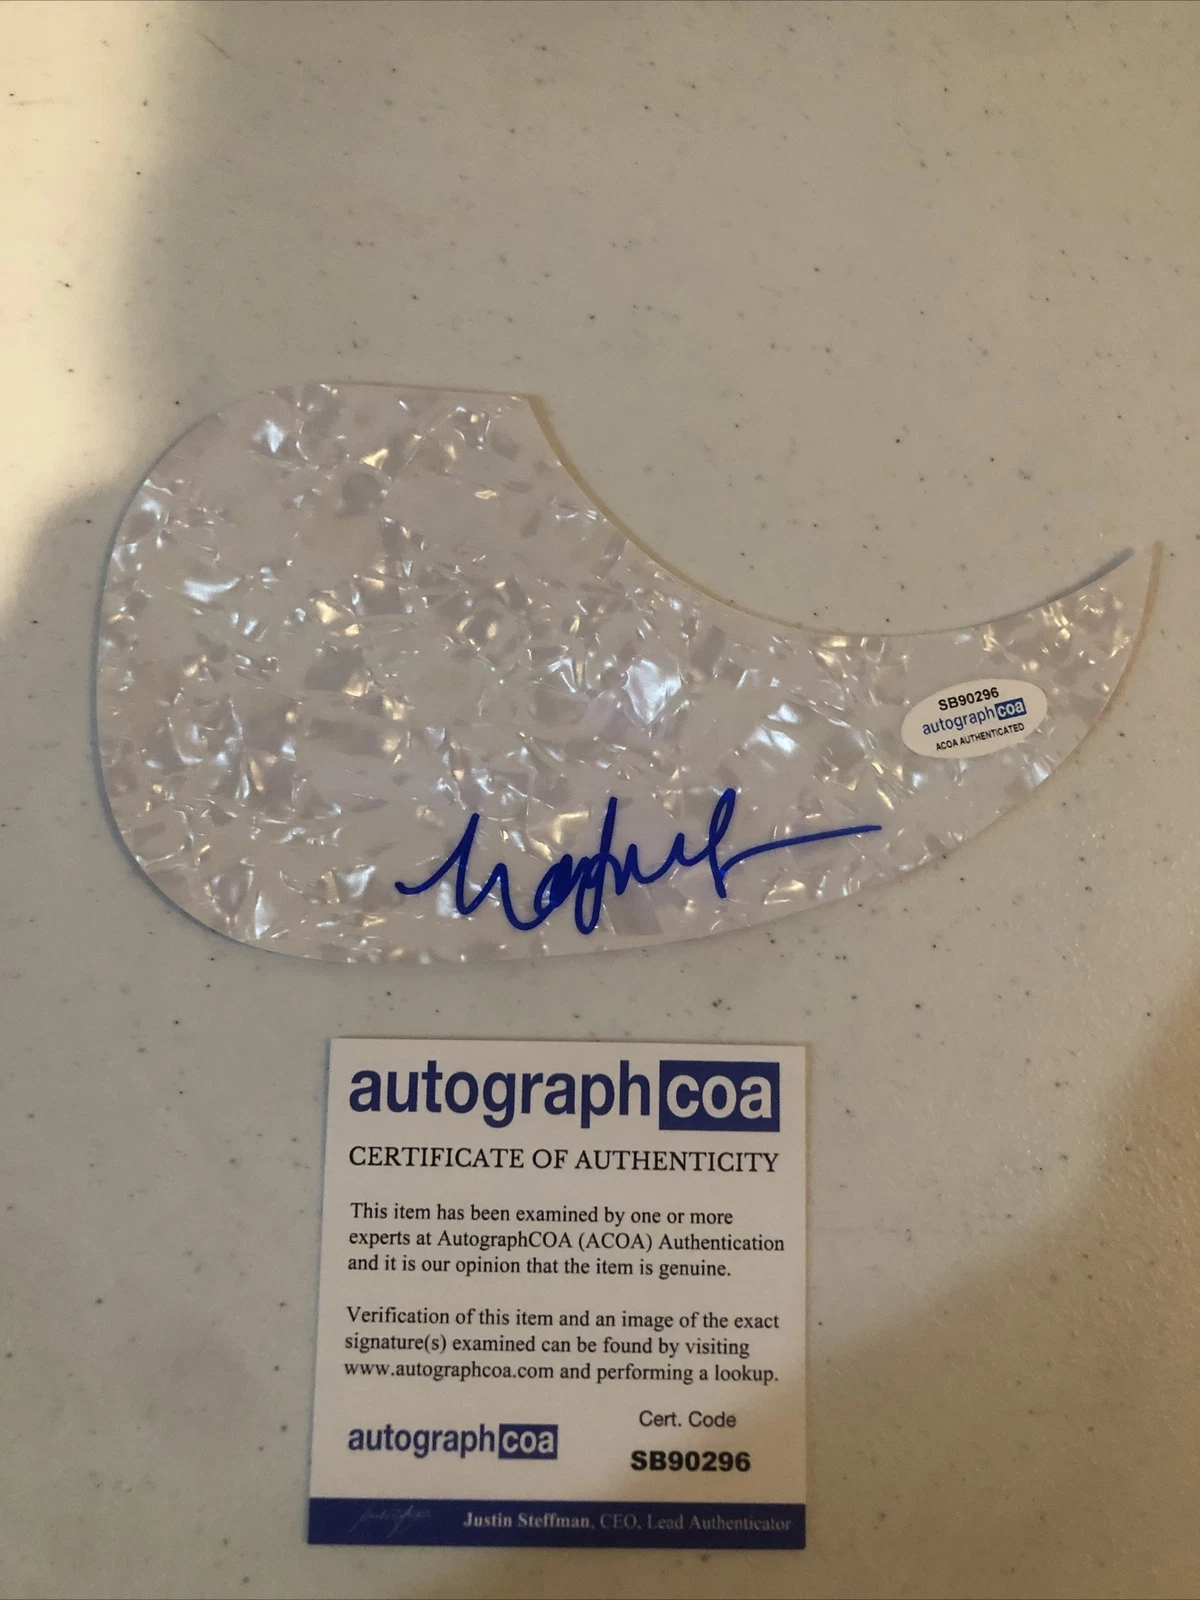 SB90296
autographcoa
ACOA AUTHENTICATED
autographcoa
CERTIFICATE OF AUTHENTICITY
This item has been examined by one or more
experts at AutographCOA (ACOA) Authentication
and it is our opinion that the item is genuine.
Verification of this item and an image of the exact
signature(s) examined can be found by visiting
www.autographcoa.com and performing a lookup.
autographcoa
Cert. Code
SB90296
Justin Steffman, CEO, Lead Authenticator